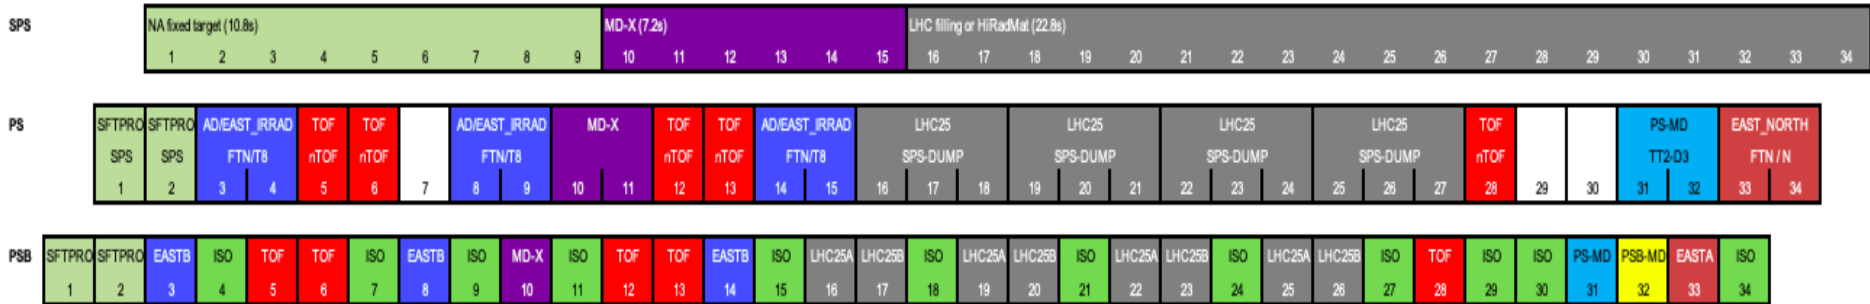 SPS
NA fixed target (10.8s) MD-X (7.2s) LHC filling or HiRadMat (22.8s)
1 2 3 4 5 6 7 8 9 10 11 12 13 14 15 16 17 18 19 20 21 22 23 24 25 26 27 28 29 30 31 32 33 34
PS SFTPRO SFTPRO AD/EAST_IRRAD TOF TOF AD/EAST_IRRAD MD-X TOF TOF AD/EAST_IRRAD LHC25 LHC25 LHC25 LHC25 TOF PS-MD EAST_NORTH
SPS SPS FTN/T8 nTOF nTOF FTN/T8 nTOF nTOF FTN/T8 SPS-DUMP SPS-DUMP SPS-DUMP SPS-DUMP nTOF TT2-D3 FTN / N
1 2 3 4 5 6 7 8 9 10 11 12 13 14 15 16 17 18 19 20 21 22 23 24 25 26 27 28 29 30 31 32 33 34
PSB SFTPRO SFTPRO EASTB ISO TOF TOF ISO EASTB ISO MD-X ISO TOF TOF EASTB ISO LHC25A LHC25B ISO LHC25A LHC25B ISO LHC25A LHC25B ISO LHC25A LHC25B ISO TOF ISO ISO PS-MD PSB-MD EASTA ISO
1 2 3 4 5 6 7 8 9 10 11 12 13 14 15 16 17 18 19 20 21 22 23 24 25 26 27 28 29 30 31 32 33 34